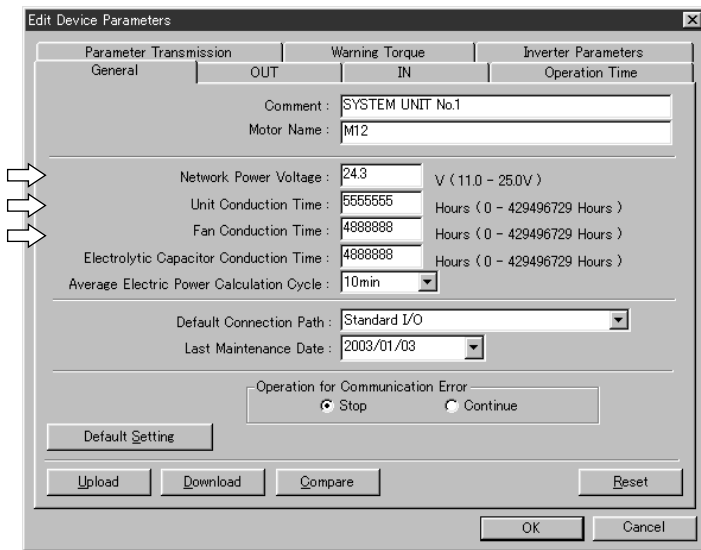 Edit Device Parameters
Parameter Transmission Warning Torque Inverter Parameters
General OUT IN Operation Time
Comment : SYSTEM UNIT No.1
Motor Name : M12
Network Power Voltage : 24.3 V ( 11.0 - 25.0V )
Unit Conduction Time : 5555555 Hours ( 0 - 429496729 Hours )
Fan Conduction Time : 4888888 Hours ( 0 - 429496729 Hours )
Electrolytic Capacitor Conduction Time : 4888888 Hours ( 0 - 429496729 Hours )
Average Electric Power Calculation Cycle : 10min
Default Connection Path : Standard I/O
Last Maintenance Date : 2003/01/03
Operation for Communication Error
Stop Continue
Default Setting
Upload Download Compare Reset
OK Cancel